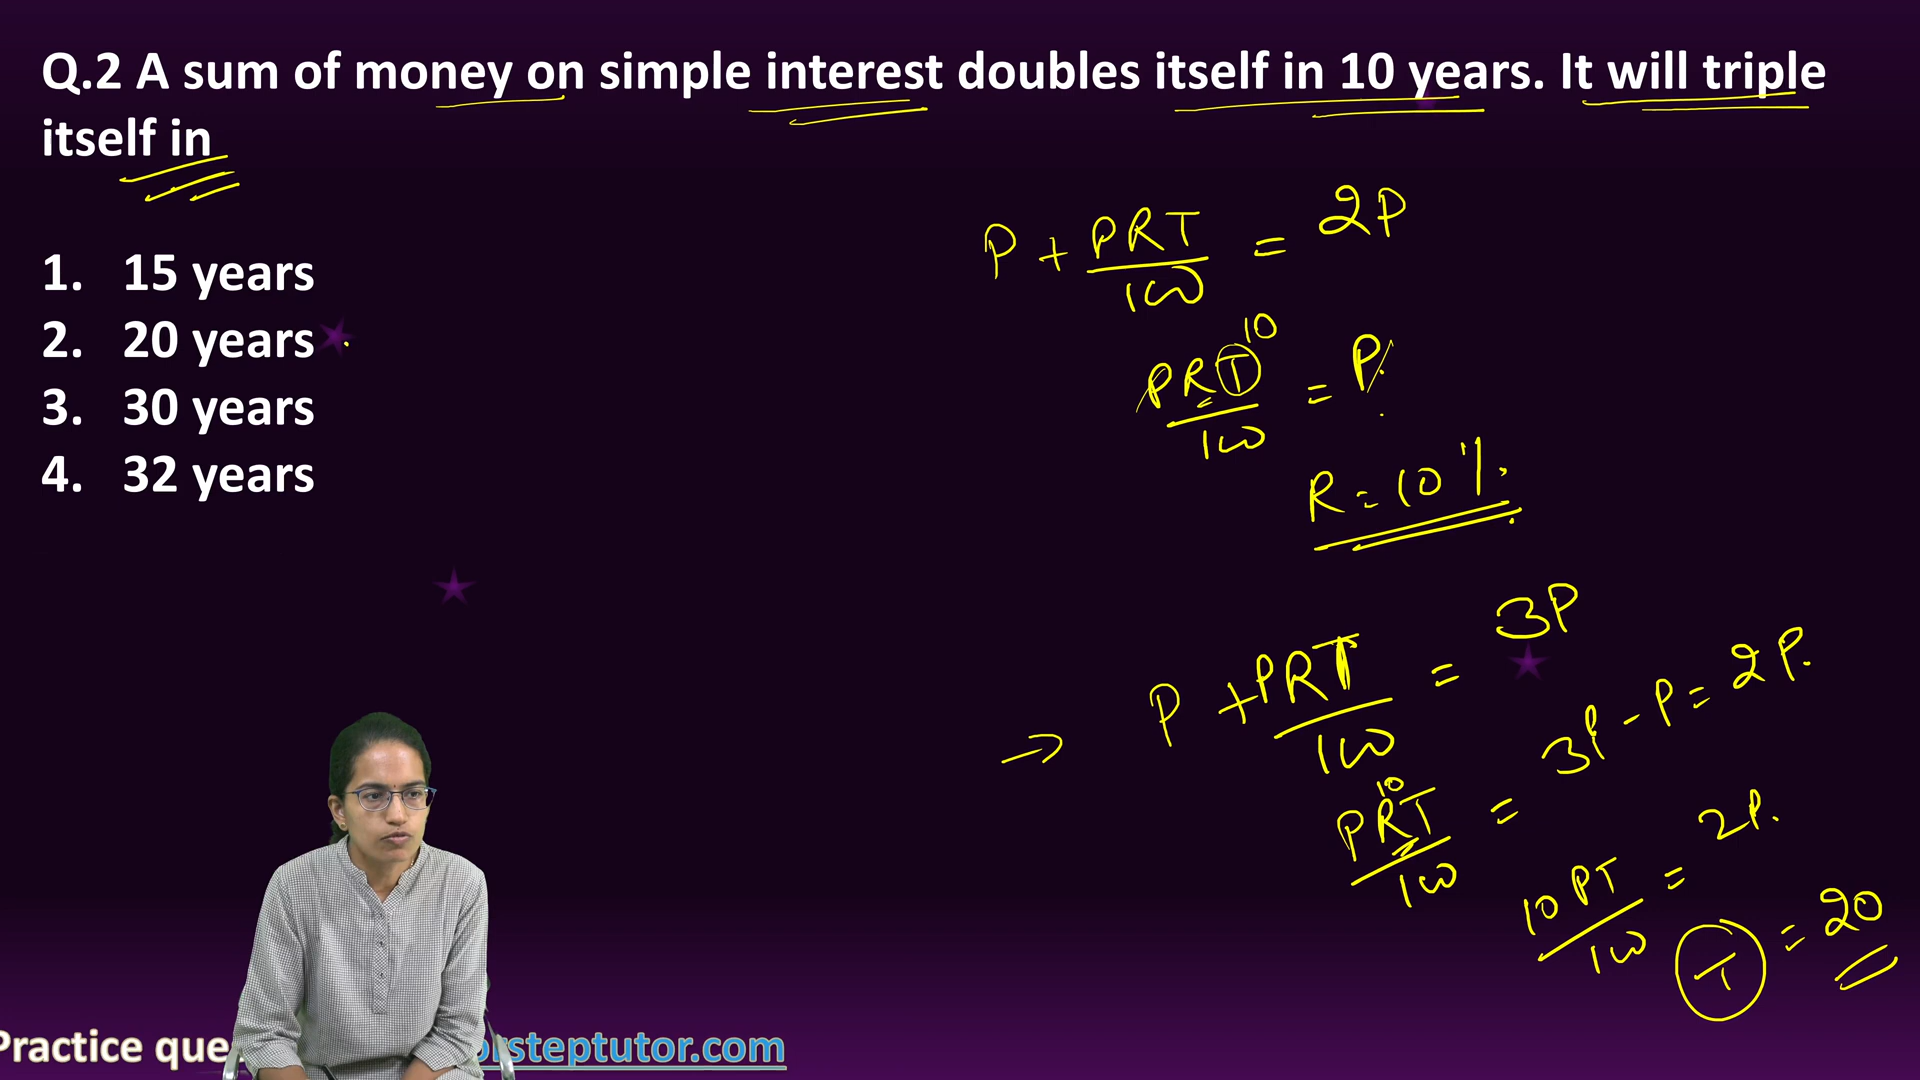 Q.2 A sum of money on simple interest doubles itself in 10 years. It will triple
itself in
1. 15 years
2. 20 years
3. 30 years
4. 32 years
P + PRT/100 = 2P
10
PRT/100 = P
R = 10%.
→ P + PRT/100 = 3P
10
PRT/100 = 3P - P = 2P.
10PT/100 = 2P.
T = 20
Practice que
orsteptutor.com